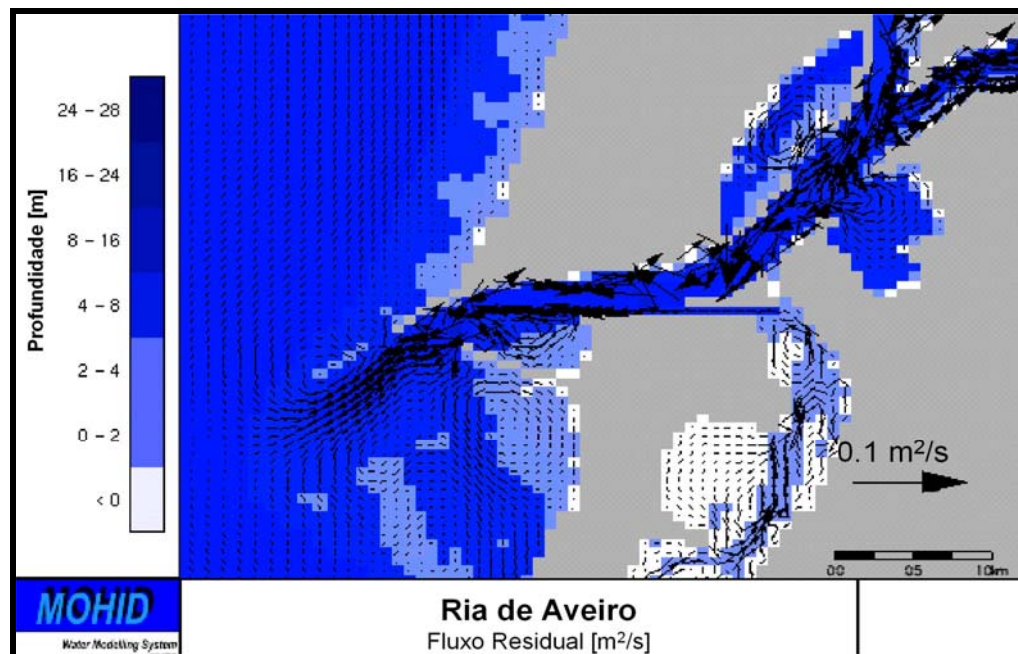 24 - 28
16 - 24
8 - 16
4 - 8
2 - 4
0 - 2
< 0
Profundidade [m]
0.1 m²/s
00 05 10km
MOHID
Water Modelling System
Ria de Aveiro
Fluxo Residual [m²/s]